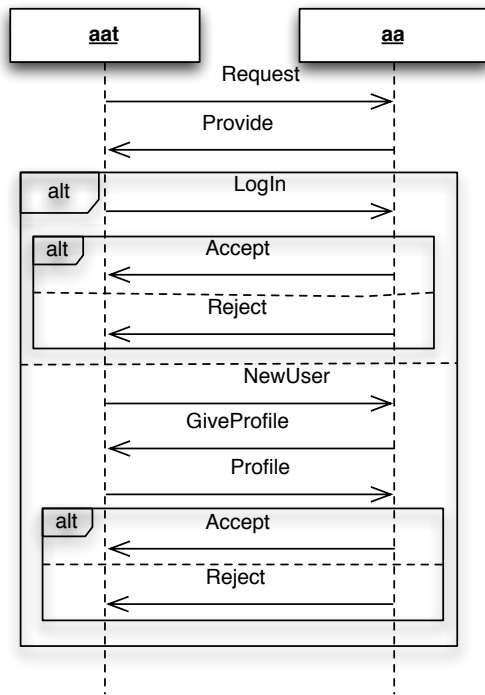 aat aa
Request
Provide
alt LogIn
alt Accept
Reject
NewUser
GiveProfile
Profile
alt Accept
Reject